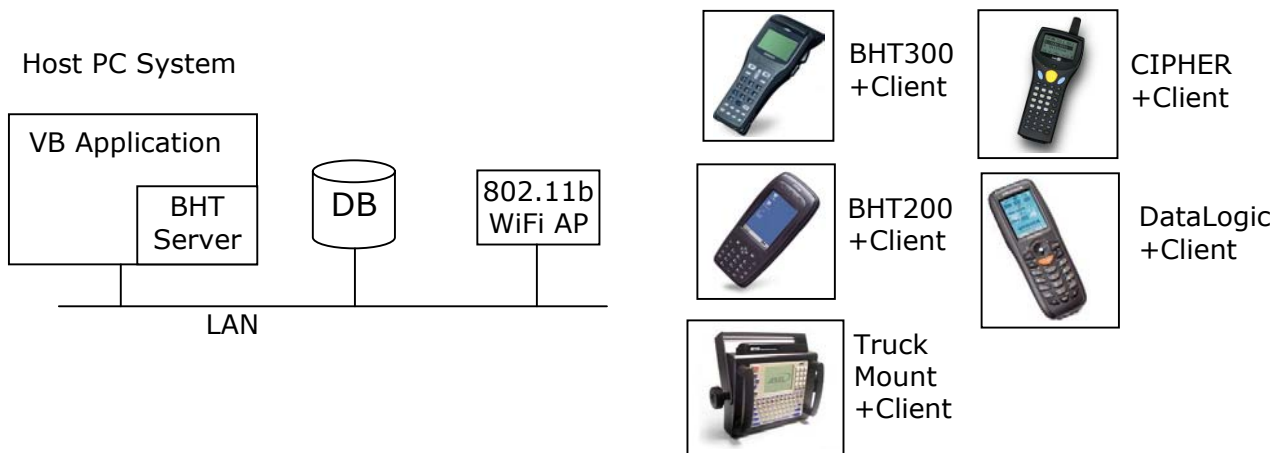 Host PC System
VB Application
BHT
Server
DB
802.11b
WiFi AP
LAN
BHT300
+Client
CIPHER
+Client
BHT200
+Client
DataLogic
+Client
Truck
Mount
+Client